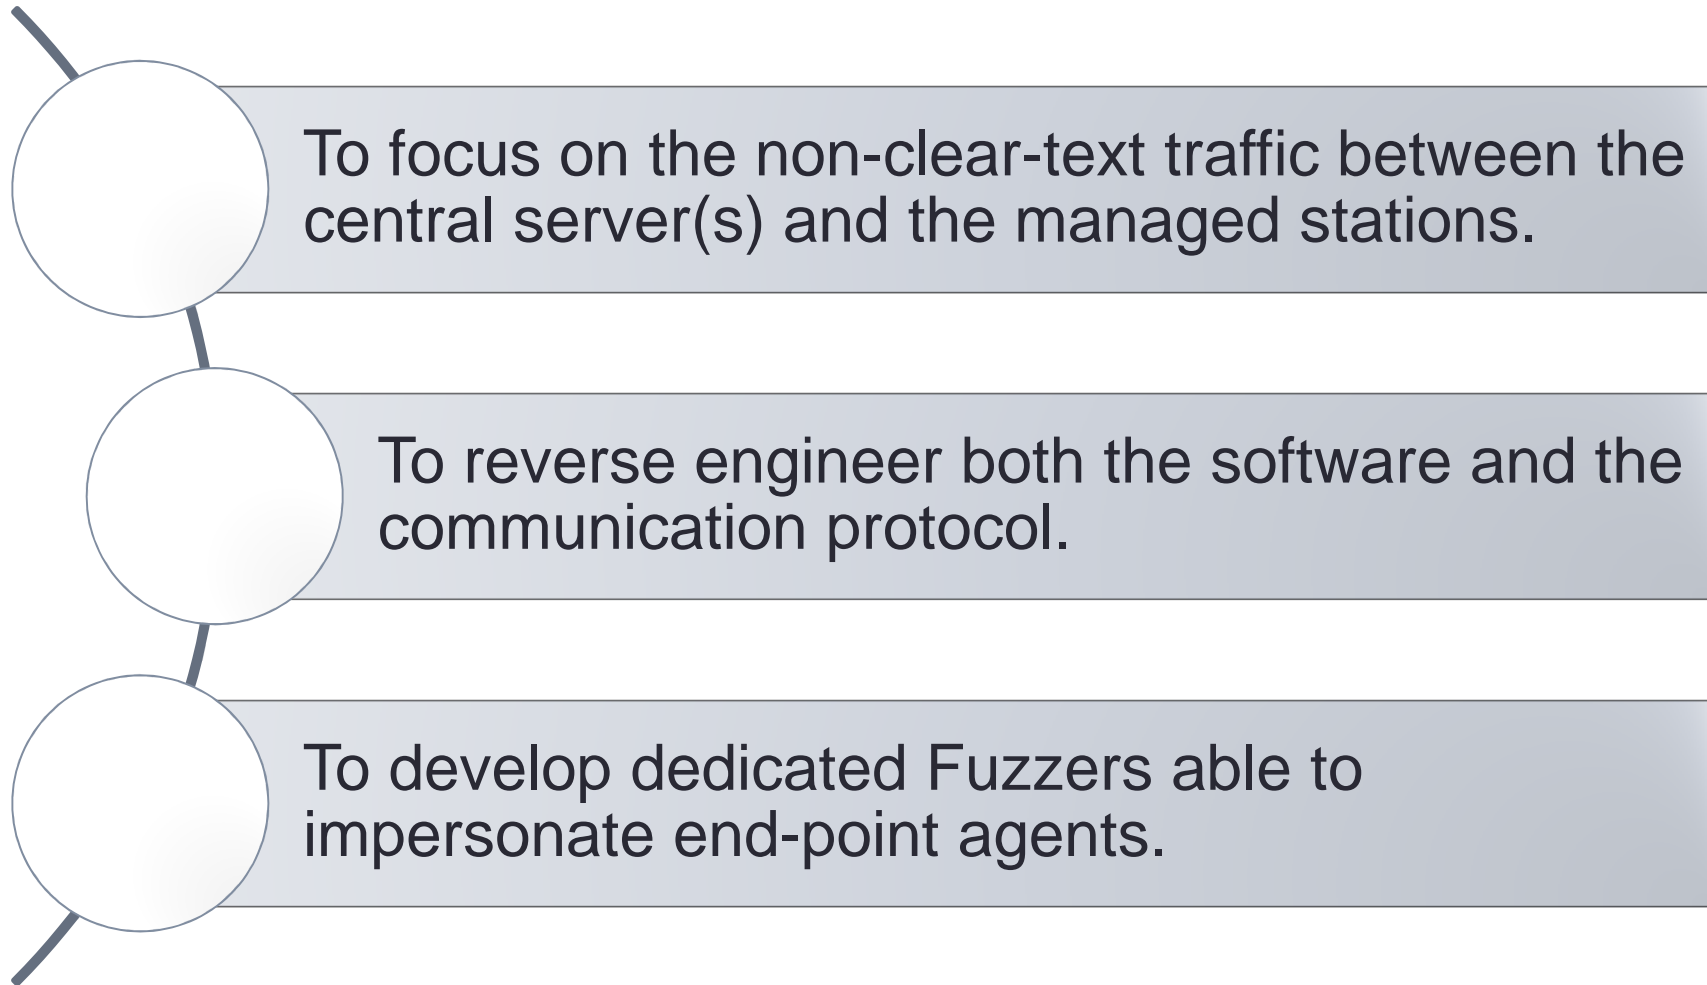 To focus on the non-clear-text traffic between the
central server(s) and the managed stations.
To reverse engineer both the software and the
communication protocol.
To develop dedicated Fuzzers able to
impersonate end-point agents.